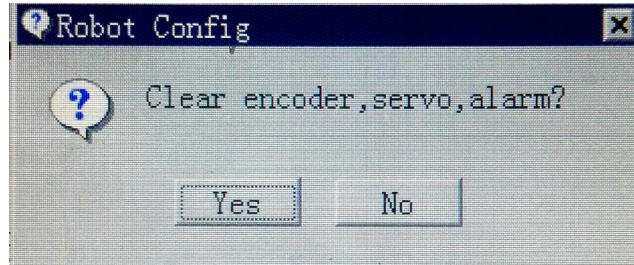 Robot Config
Clear encoder,servo,alarm?
Yes
No